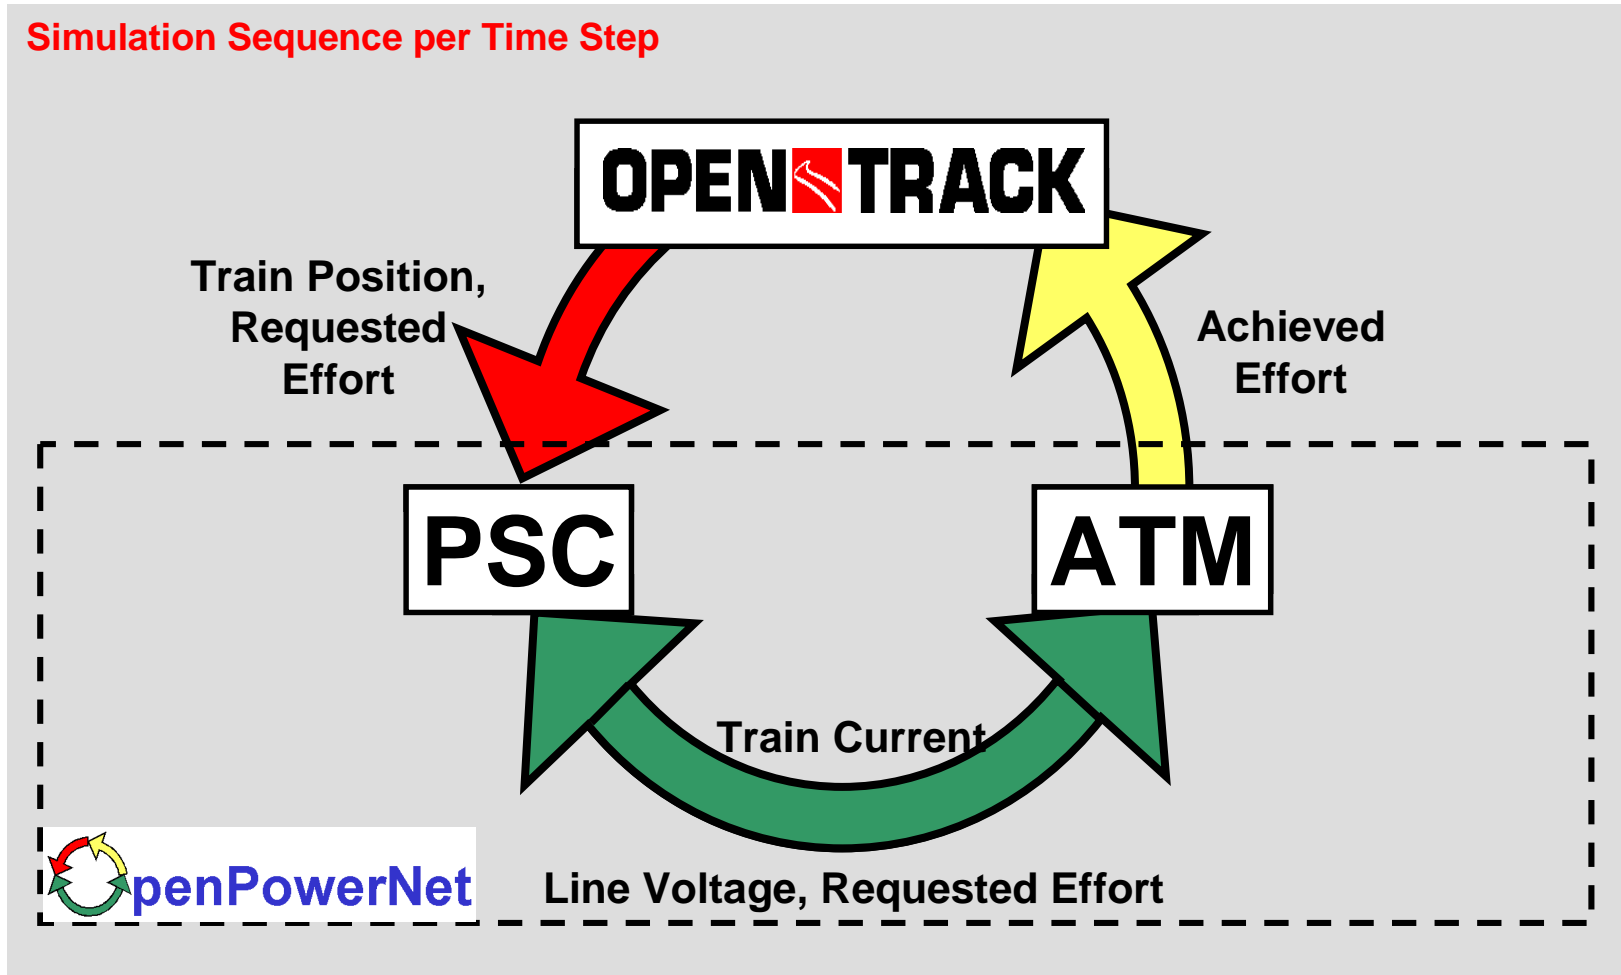 Simulation Sequence per Time Step
OPEN TRACK
Train Position,
Requested
Effort
Achieved
Effort
PSC
ATM
Train Current
Line Voltage, Requested Effort
OpenPowerNet